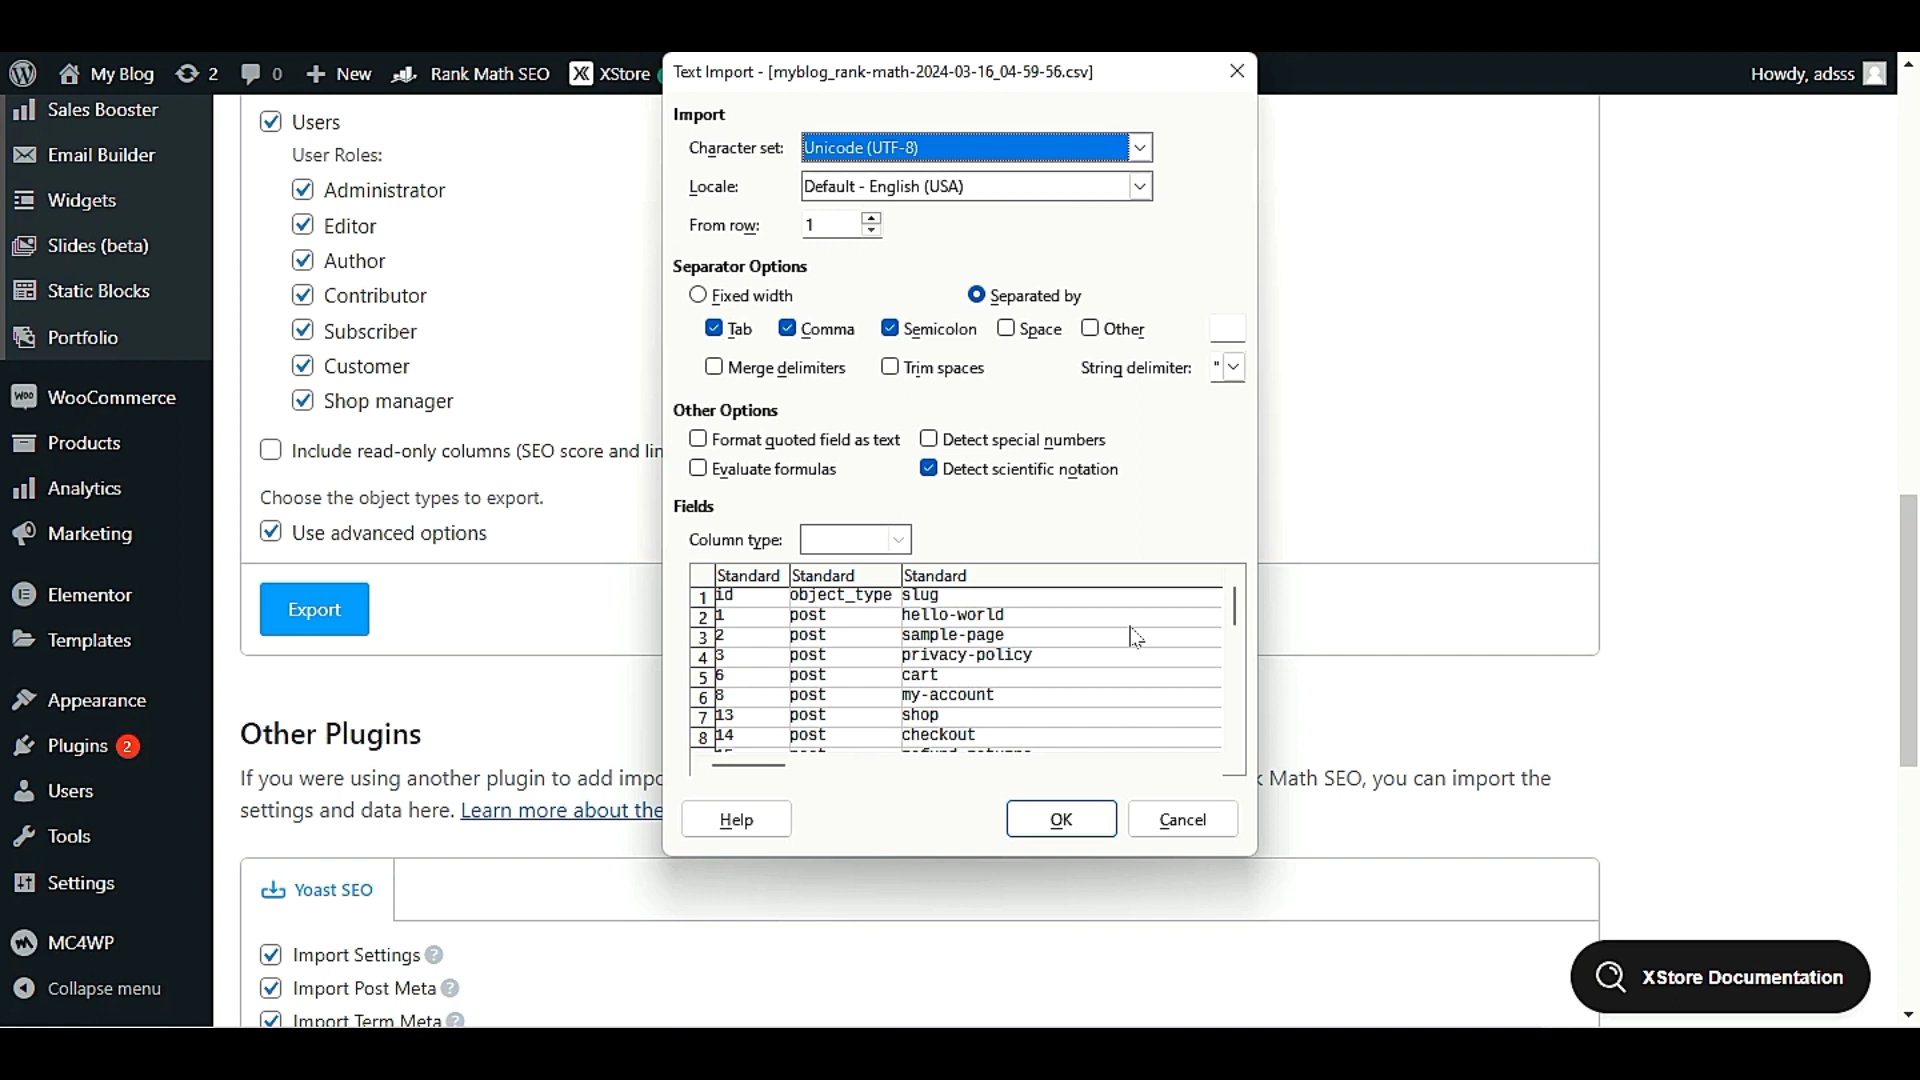 My Blog 2 0 New Rank Math SEO XStore
Howdy, adsss
Sales Booster
Email Builder
Widgets
Slides (beta)
Static Blocks
Portfolio
WooCommerce
Products
Analytics
Marketing
Elementor
Templates
Appearance
Plugins 2
Users
Tools
Settings
MC4WP
Collapse menu
Users
User Roles:
Administrator
Editor
Author
Contributor
Subscriber
Customer
Shop manager
Include read-only columns (SEO score and lin
Choose the object types to export.
Use advanced options
Export
Other Plugins
If you were using another plugin to add impo Math SEO, you can import the
settings and data here. Learn more about the
Yoast SEO
Import Settings ?
Import Post Meta ?
Import Term Meta ?
Text Import - [myblog_rank-math-2024-03-16_04-59-56.csv]
Import
Character set: Unicode (UTF-8)
Locale: Default - English (USA)
From row: 1
Separator Options
Fixed width Separated by
Tab Comma Semicolon Space Other
Merge delimiters Trim spaces String delimiter: "
Other Options
Format quoted field as text Detect special numbers
Evaluate formulas Detect scientific notation
Fields
Column type:
Standard Standard Standard
1 id object_type slug
2 1 post hello-world
3 2 post sample-page
4 3 post privacy-policy
5 6 post cart
6 8 post my-account
7 13 post shop
8 14 post checkout
Help OK Cancel
XStore Documentation